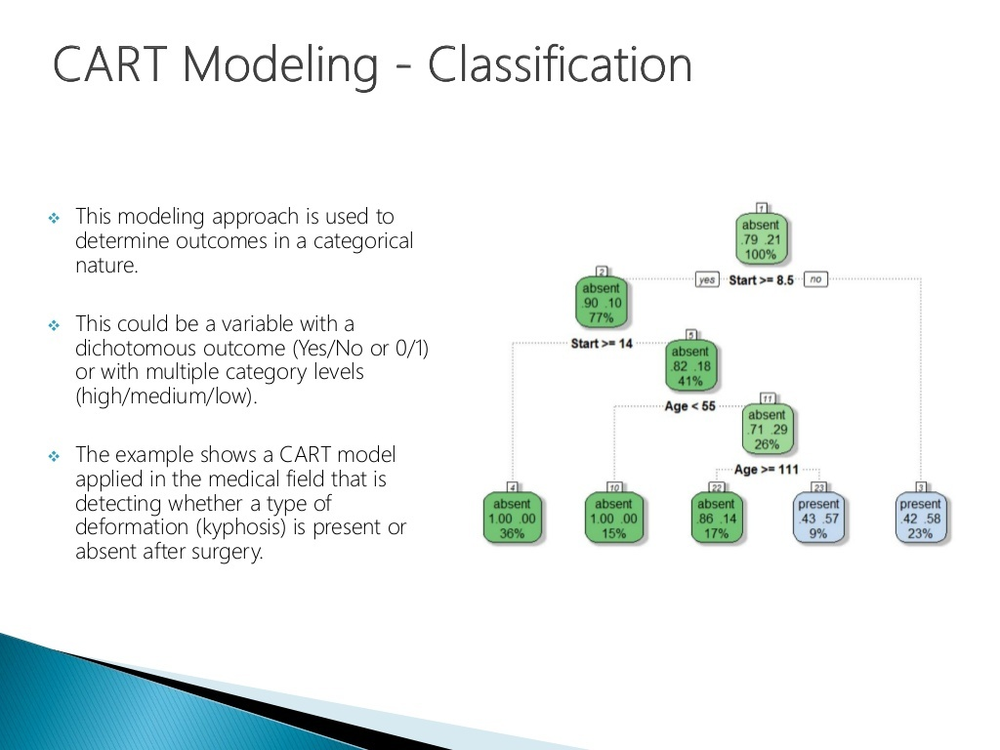 CART Modeling - Classification
❖ This modeling approach is used to
determine outcomes in a categorical
nature.
❖ This could be a variable with a
dichotomous outcome (Yes/No or 0/1)
or with multiple category levels
(high/medium/low).
❖ The example shows a CART model
applied in the medical field that is
detecting whether a type of
deformation (kyphosis) is present or
absent after surgery.
1
absent
.79 .21
100%
yes Start >= 8.5 no
2
absent
.90 .10
77%
Start >= 14
5
absent
.82 .18
41%
Age < 55
11
absent
.71 .29
26%
Age >= 111
4
absent
1.00 .00
36%
10
absent
1.00 .00
15%
22
absent
.86 .14
17%
23
present
.43 .57
9%
3
present
.42 .58
23%